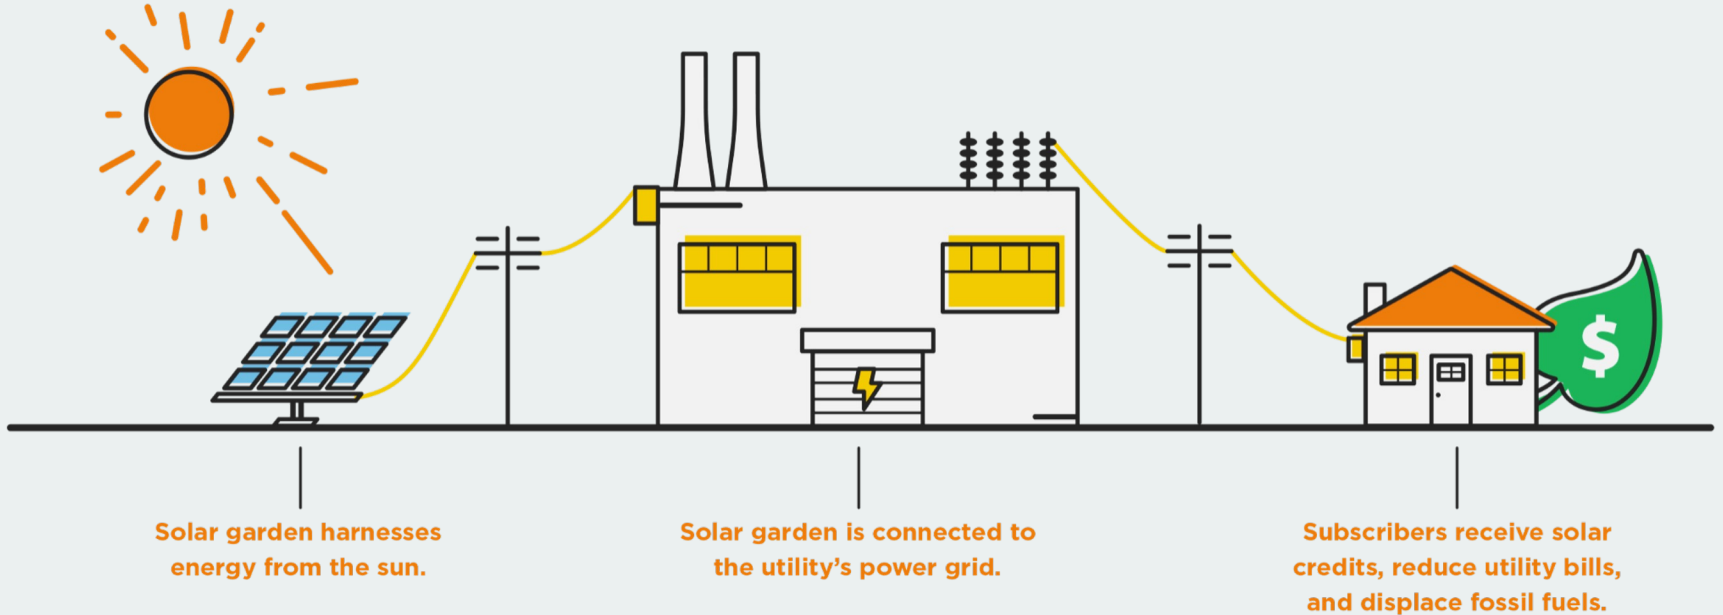 $
Solar garden harnesses
energy from the sun.
Solar garden is connected to
the utility’s power grid.
Subscribers receive solar
credits, reduce utility bills,
and displace fossil fuels.